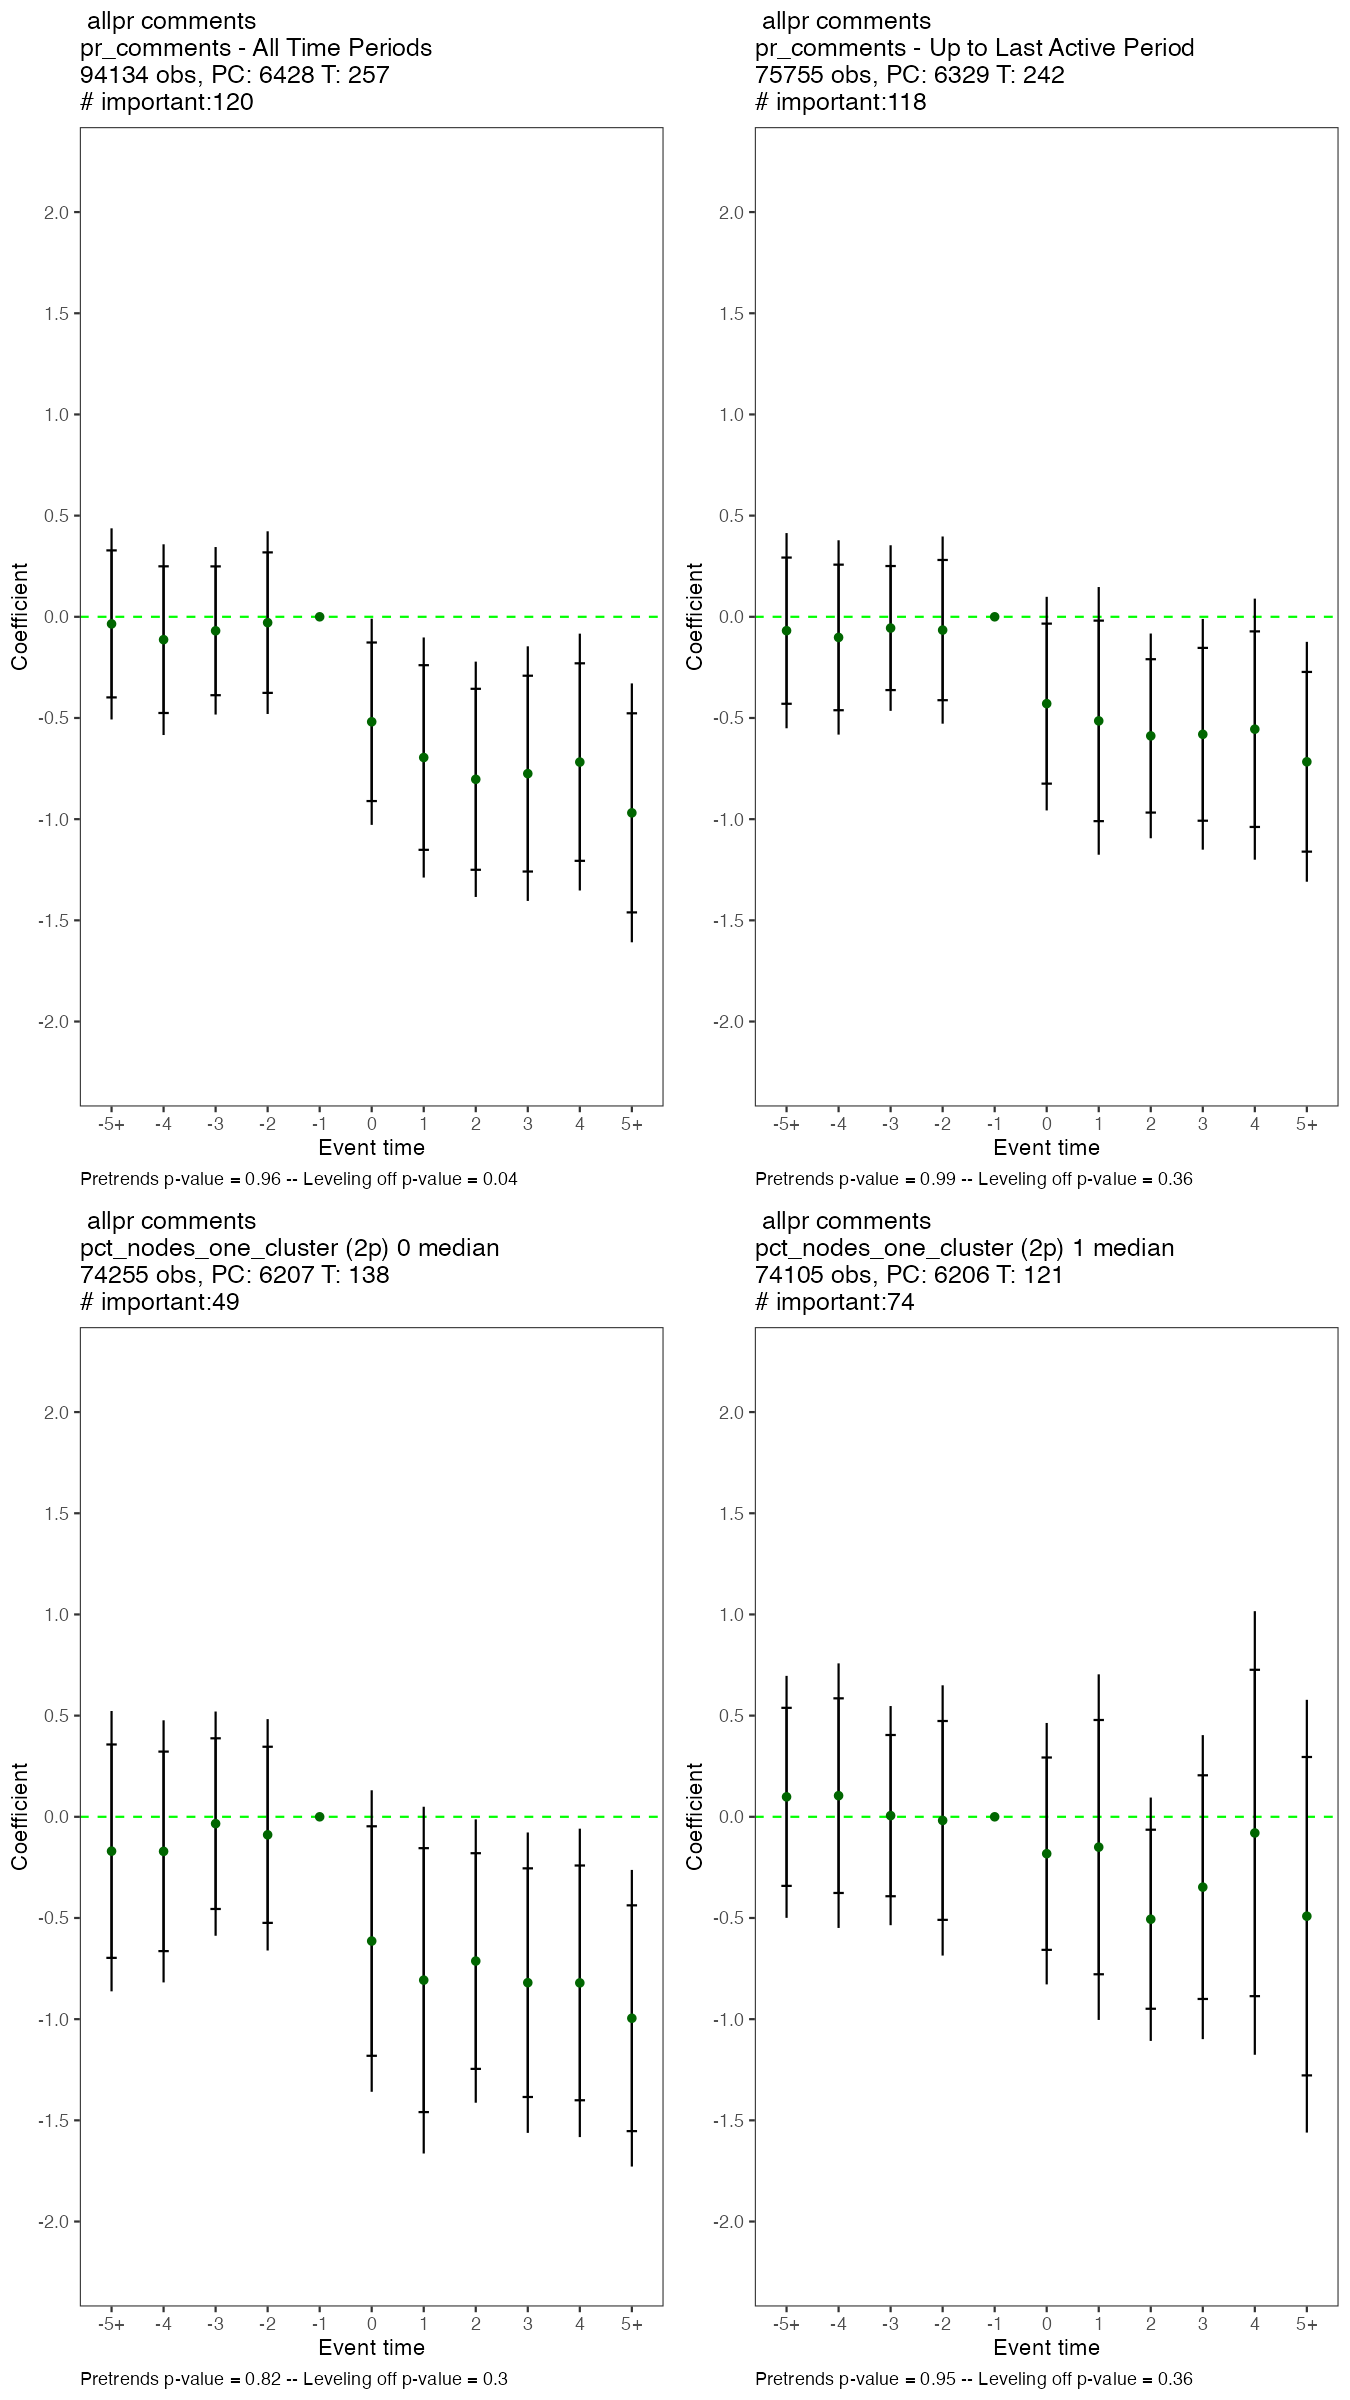 allpr comments
pr_comments - All Time Periods
94134 obs, PC: 6428 T: 257
# important:120
2.0
1.5
1.0
0.5
0.0
-0.5
-1.0
-1.5
-2.0
Coefficient
-5+ -4 -3 -2 -1 0 1 2 3 4 5+
Event time
Pretrends p-value = 0.96 -- Leveling off p-value = 0.04
allpr comments
pr_comments - Up to Last Active Period
75755 obs, PC: 6329 T: 242
# important:118
2.0
1.5
1.0
0.5
0.0
-0.5
-1.0
-1.5
-2.0
Coefficient
-5+ -4 -3 -2 -1 0 1 2 3 4 5+
Event time
Pretrends p-value = 0.99 -- Leveling off p-value = 0.36
allpr comments
pct_nodes_one_cluster (2p) 0 median
74255 obs, PC: 6207 T: 138
# important:49
2.0
1.5
1.0
0.5
0.0
-0.5
-1.0
-1.5
-2.0
Coefficient
-5+ -4 -3 -2 -1 0 1 2 3 4 5+
Event time
Pretrends p-value = 0.82 -- Leveling off p-value = 0.3
allpr comments
pct_nodes_one_cluster (2p) 1 median
74105 obs, PC: 6206 T: 121
# important:74
2.0
1.5
1.0
0.5
0.0
-0.5
-1.0
-1.5
-2.0
Coefficient
-5+ -4 -3 -2 -1 0 1 2 3 4 5+
Event time
Pretrends p-value = 0.95 -- Leveling off p-value = 0.36